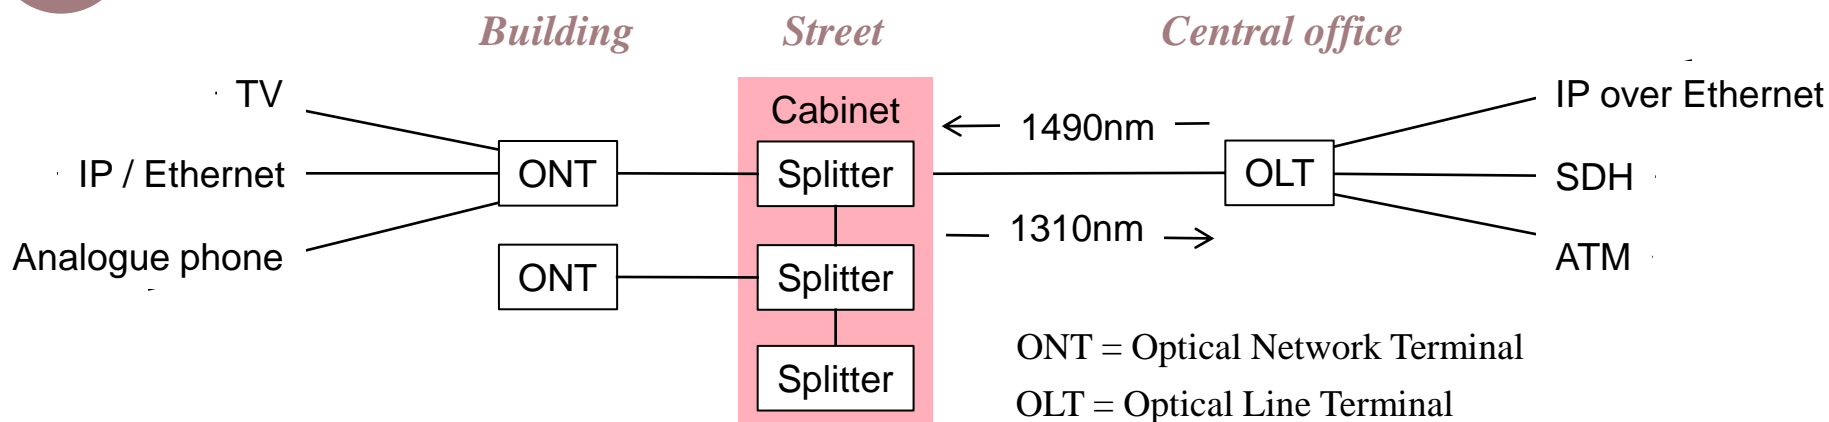 Building Street Central office
TV
IP / Ethernet
Analogue phone
ONT
ONT
Cabinet
Splitter
Splitter
Splitter
1490nm
1310nm
OLT
IP over Ethernet
SDH
ATM
ONT = Optical Network Terminal
OLT = Optical Line Terminal